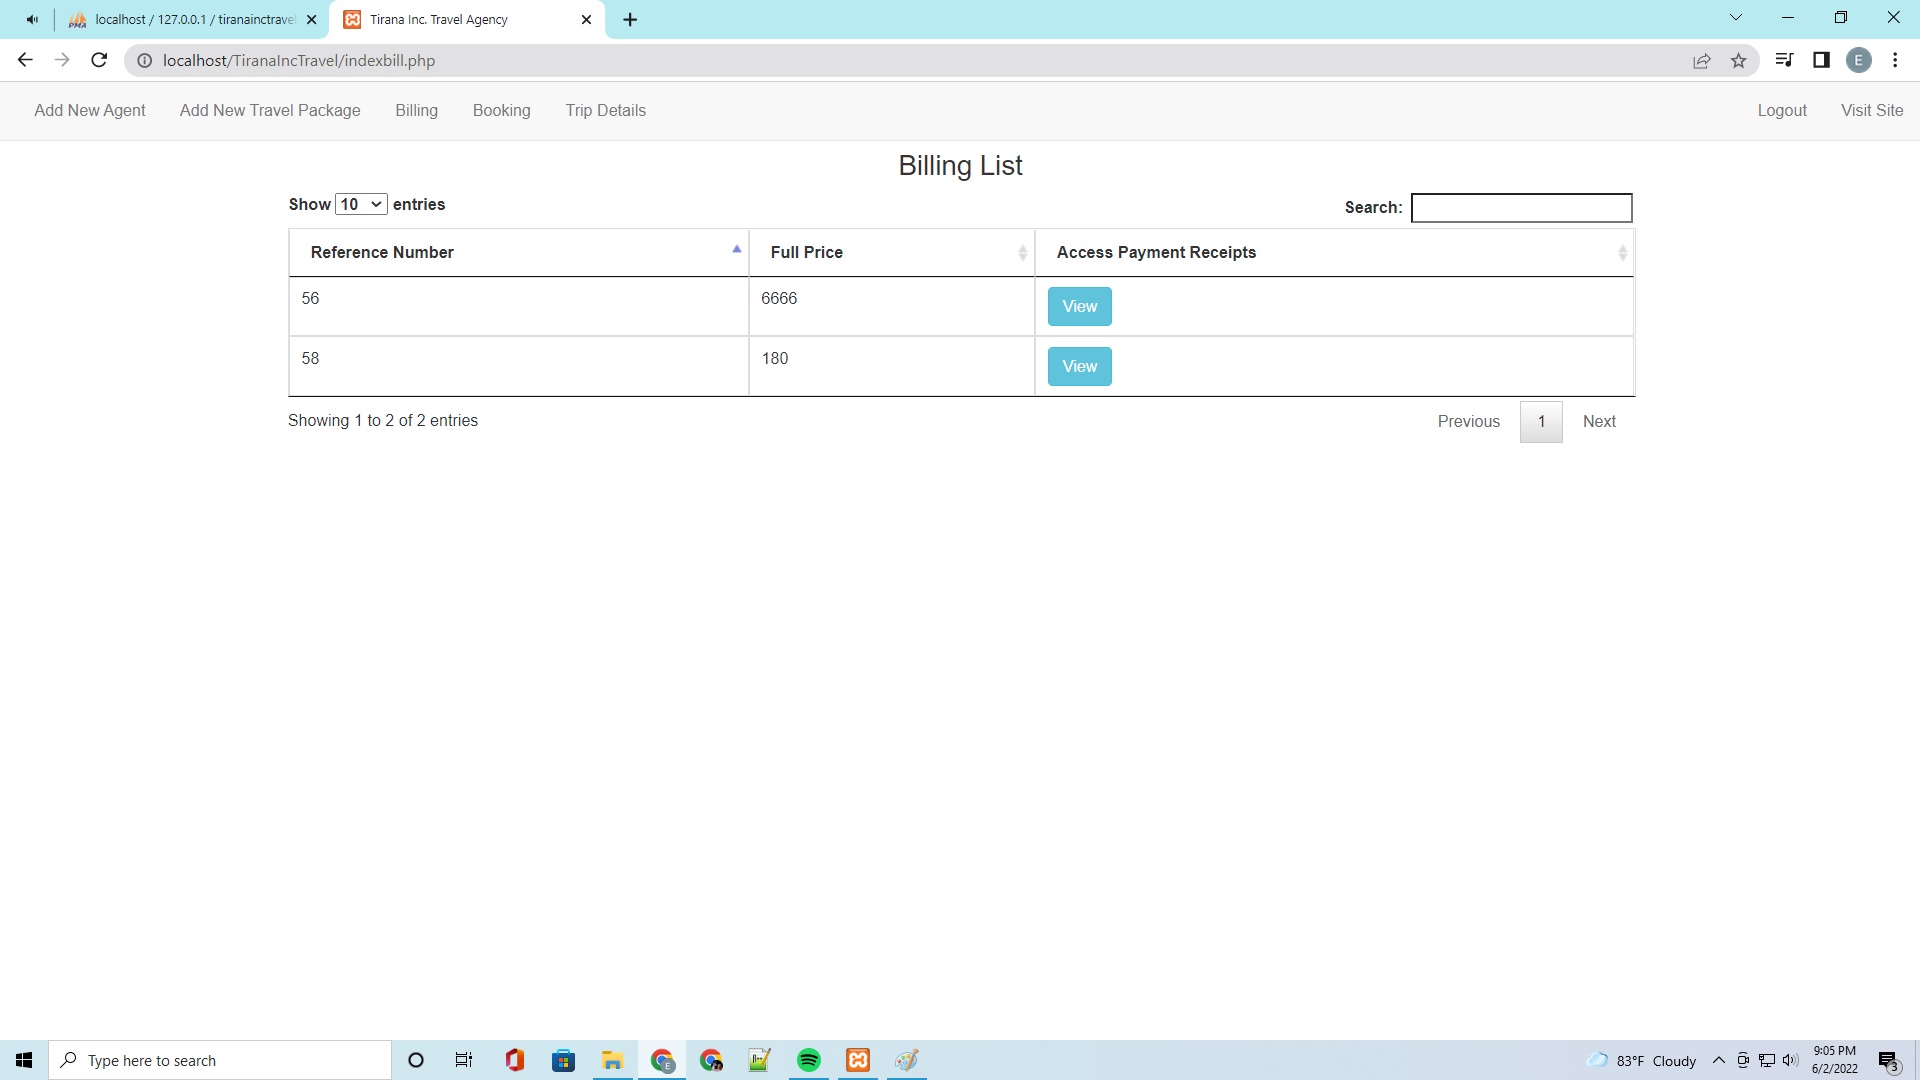 localhost / 127.0.0.1 / tiranainctrave
Tirana Inc. Travel Agency
localhost/TiranaIncTravel/indexbill.php
E
Add New Agent Add New Travel Package Billing Booking Trip Details Logout Visit Site
Billing List
Show 10 entries Search:
Reference Number Full Price Access Payment Receipts
56 6666 View
58 180 View
Showing 1 to 2 of 2 entries Previous 1 Next
Type here to search
83°F Cloudy
9:05 PM
6/2/2022
3